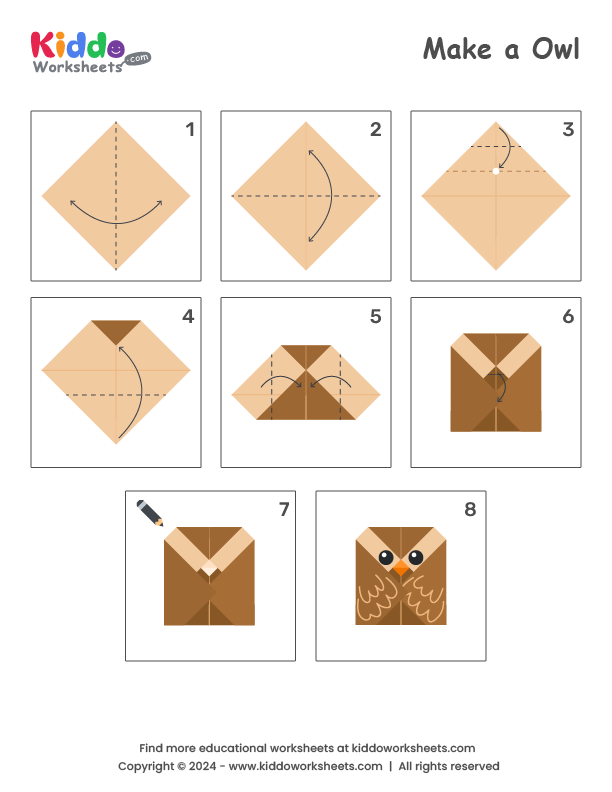 Kiddo
Worksheets.com
Make a Owl
1
2
3
4
5
6
7
8
Find more educational worksheets at kiddoworksheets.com
Copyright © 2024 - www.kiddoworksheets.com | All rights reserved